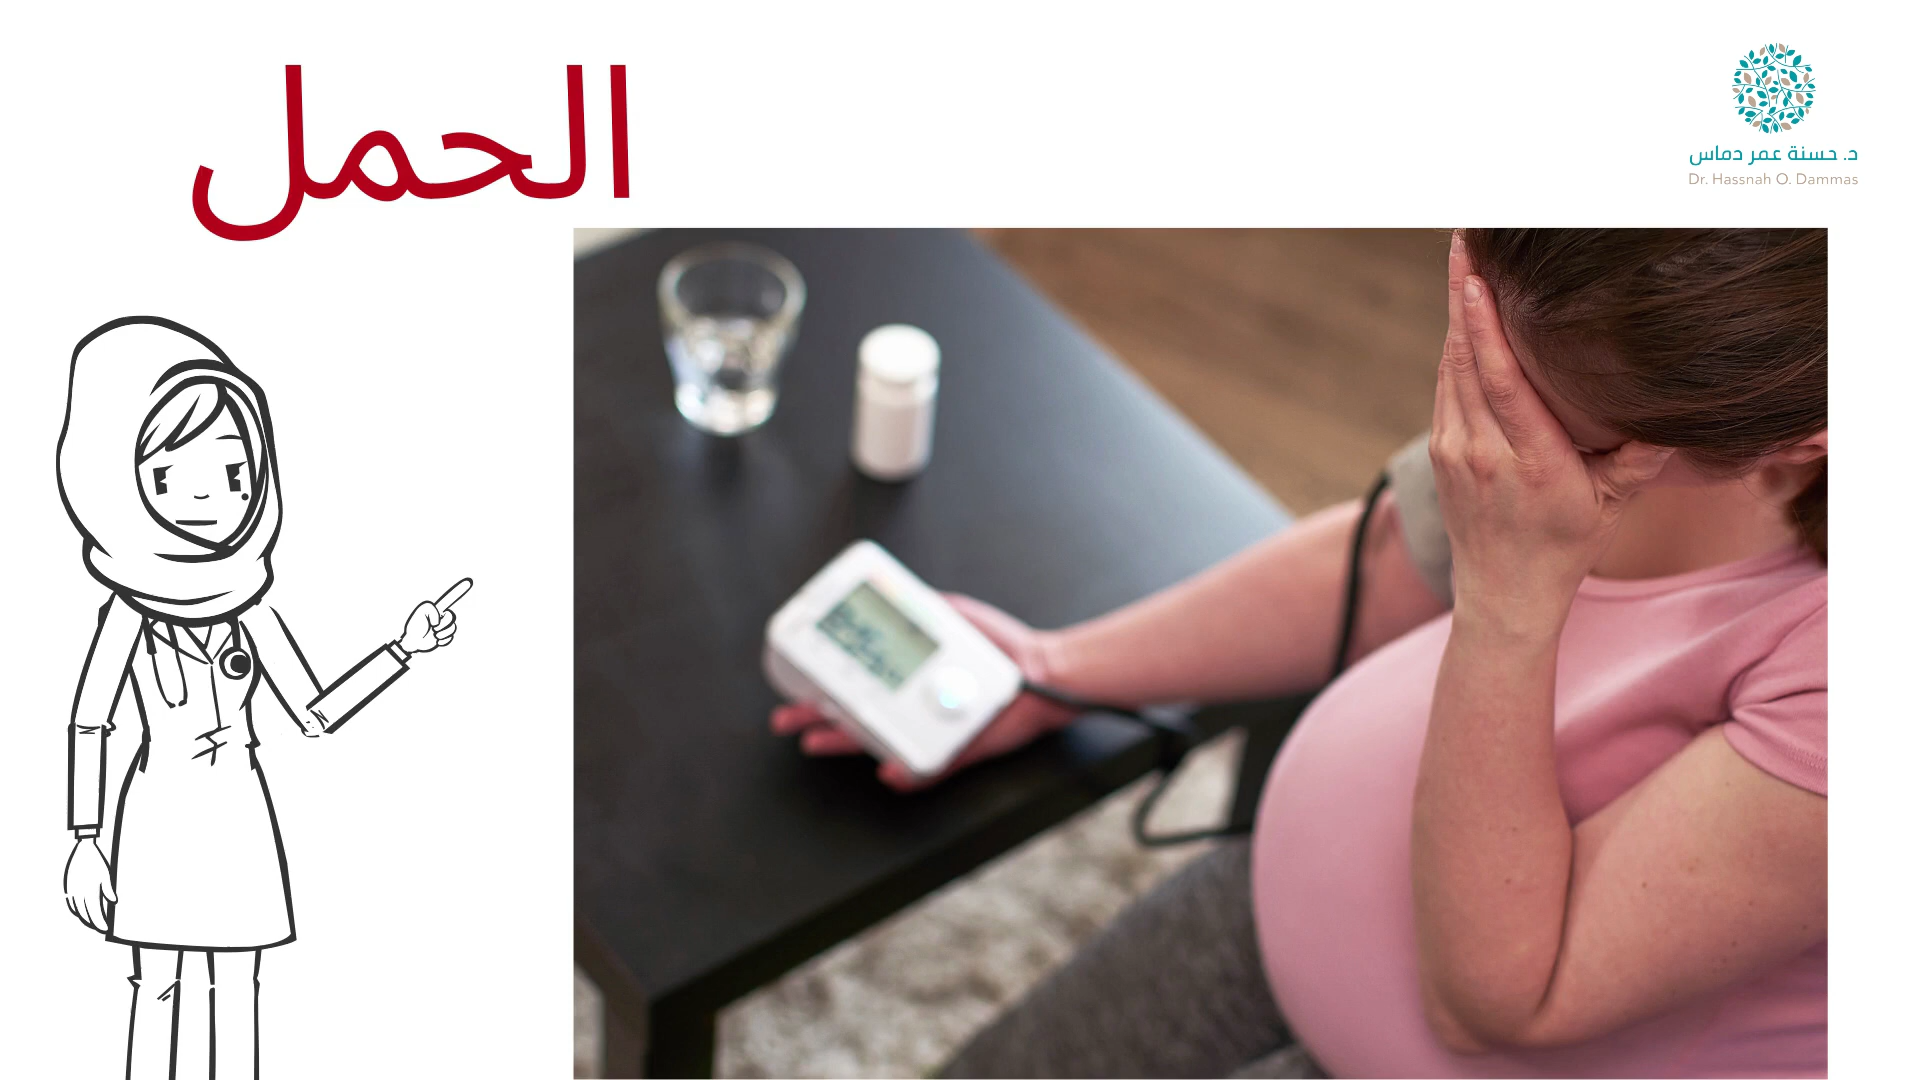 الحمل
د. حسنة عمر دماس
Dr. Hassnah O. Dammas